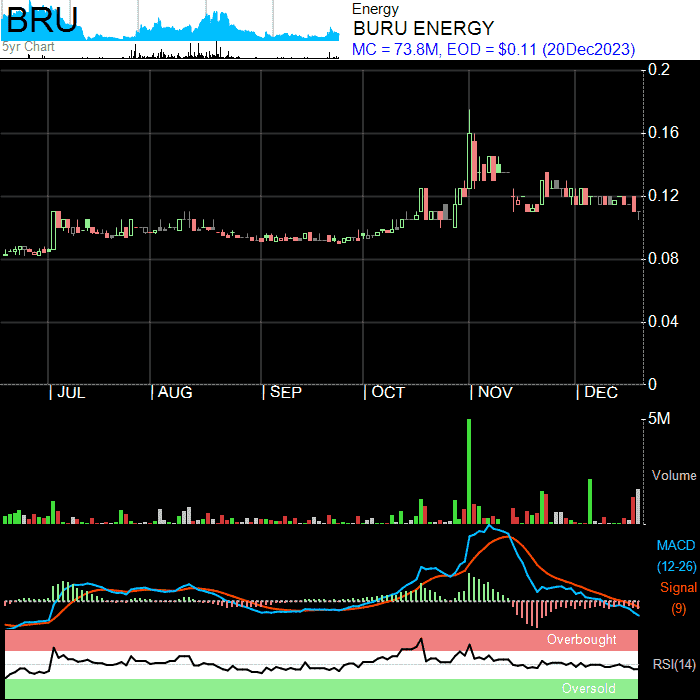 BRU
5yr Chart
Energy
BURU ENERGY
MC = 73.8M, EOD = $0.11 (20Dec2023)
0.2
0.16
0.12
0.08
0.04
0
JUL
AUG
SEP
OCT
NOV
DEC
5M
Volume
MACD
(12-26)
Signal
(9)
Overbought
RSI(14)
Oversold